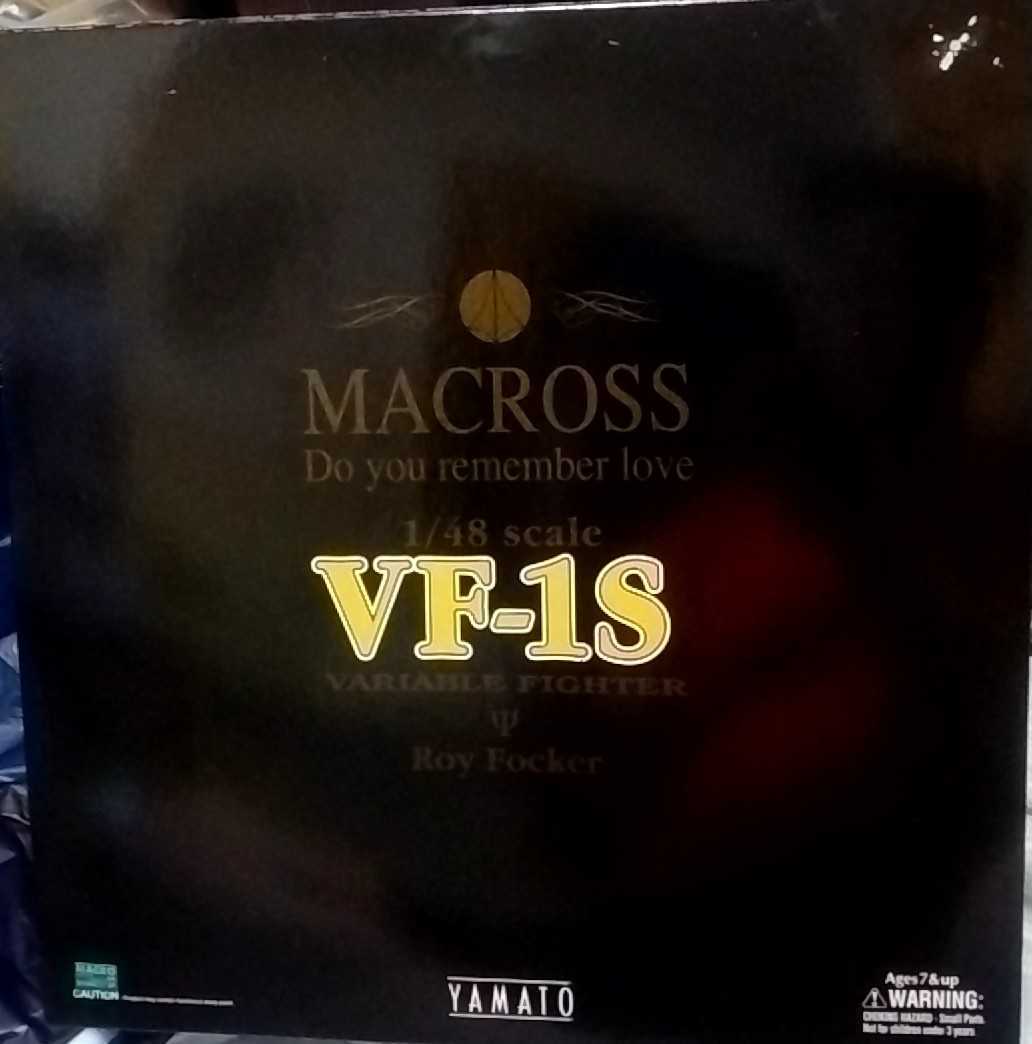 MACROSS
Do you remember love
1/48 scale
VF-1S
VARIABLE FIGHTER
Roy Focker
MACRO
CAUTION
YAMATO
Ages 7 & up
WARNING:
CHOKING HAZARD - Small Parts.
Not for children under 3 years